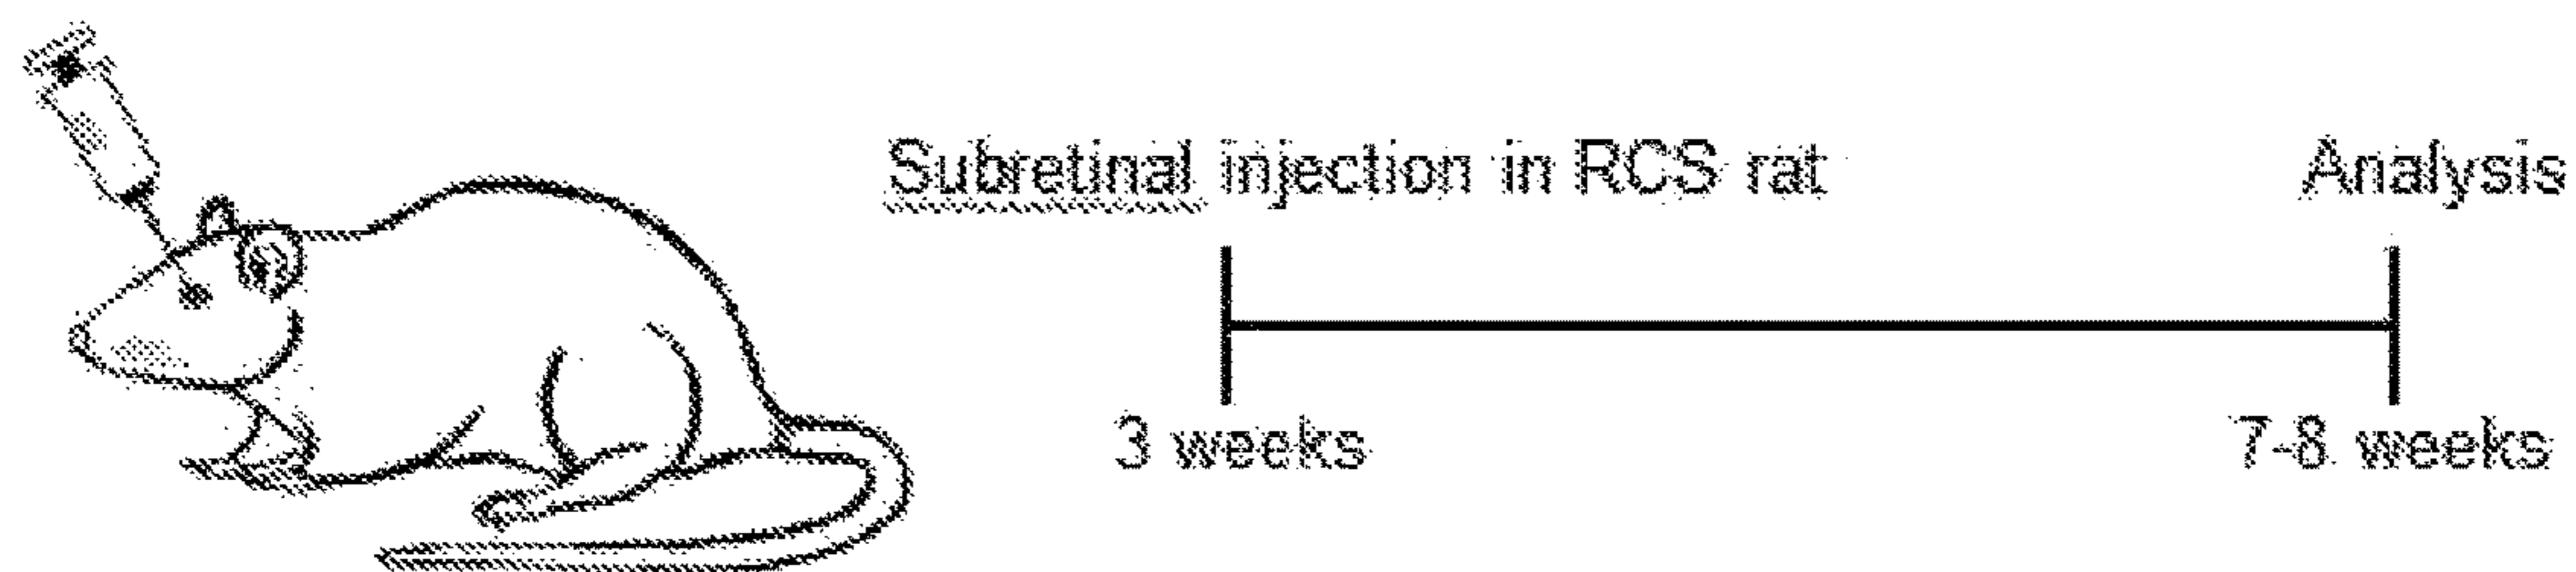 Subretinal injection in RCS rat
Analysis
3 weeks
7-8 weeks